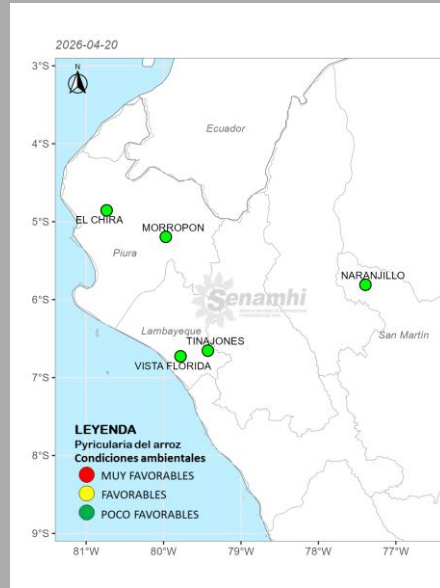 2026-04-20
N
3°S
4°S
5°S
6°S
7°S
8°S
9°S
Ecuador
EL CHIRA
MORROPON
Piura
NARANJILLO
Senamhi
Lambayeque
San Martín
TINAJONES
VISTA FLORIDA
LEYENDA
Pyricularia del arroz
Condiciones ambientales
MUY FAVORABLES
FAVORABLES
POCO FAVORABLES
81°W
80°W
79°W
78°W
77°W